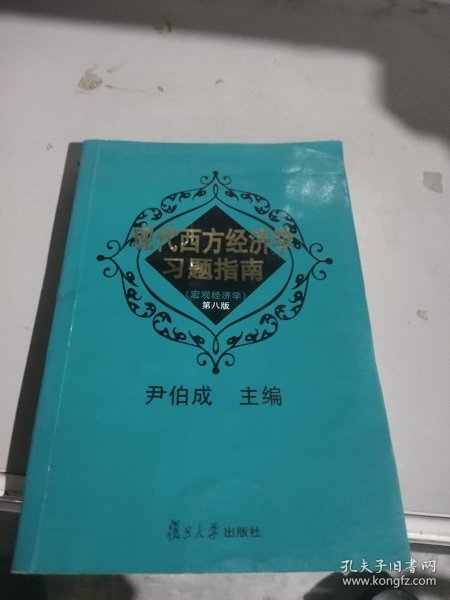 现代西方经济学
习题指南
（宏观经济学）
第八版
尹伯成 主编
復旦大学 出版社
孔夫子旧书网
www.kongfz.com